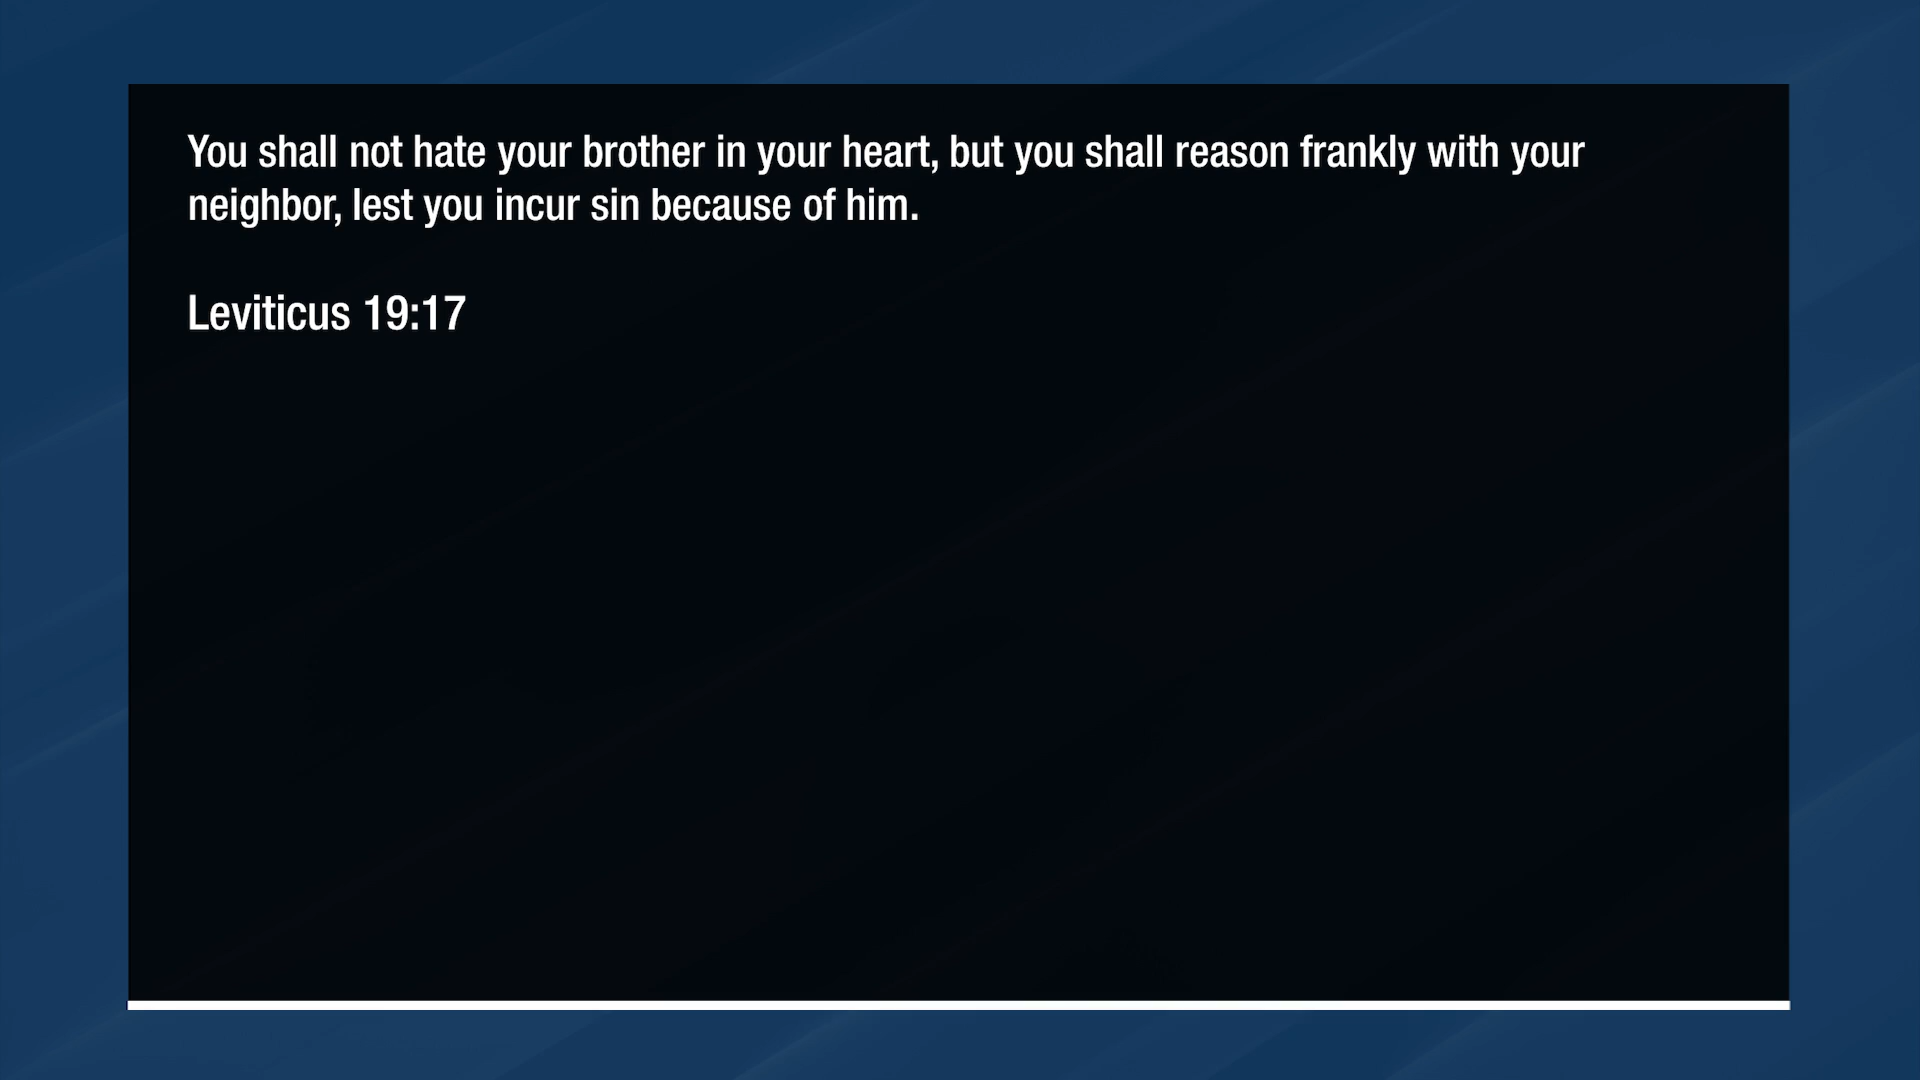 You shall not hate your brother in your heart, but you shall reason frankly with your
neighbor, lest you incur sin because of him.
Leviticus 19:17